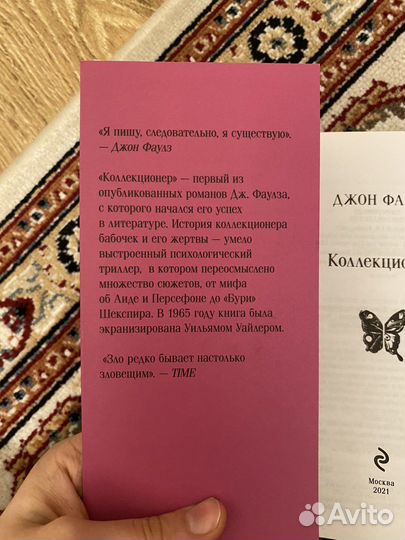 «Я пишу, следовательно, я существую».
— Джон Фаулз
«Коллекционер» — первый из
опубликованных романов Дж. Фаулза,
с которого начался его успех
в литературе. История коллекционера
бабочек и его жертвы — умело
выстроенный психологический
триллер, в котором переосмыслено
множество сюжетов, от мифа
об Аиде и Персефоне до «Бури»
Шекспира. В 1965 году книга была
экранизирована Уильямом Уайлером.
«Зло редко бывает настолько
зловещим». — TIME
ДЖОН ФА
Коллекцио
Москва
2021
Avito